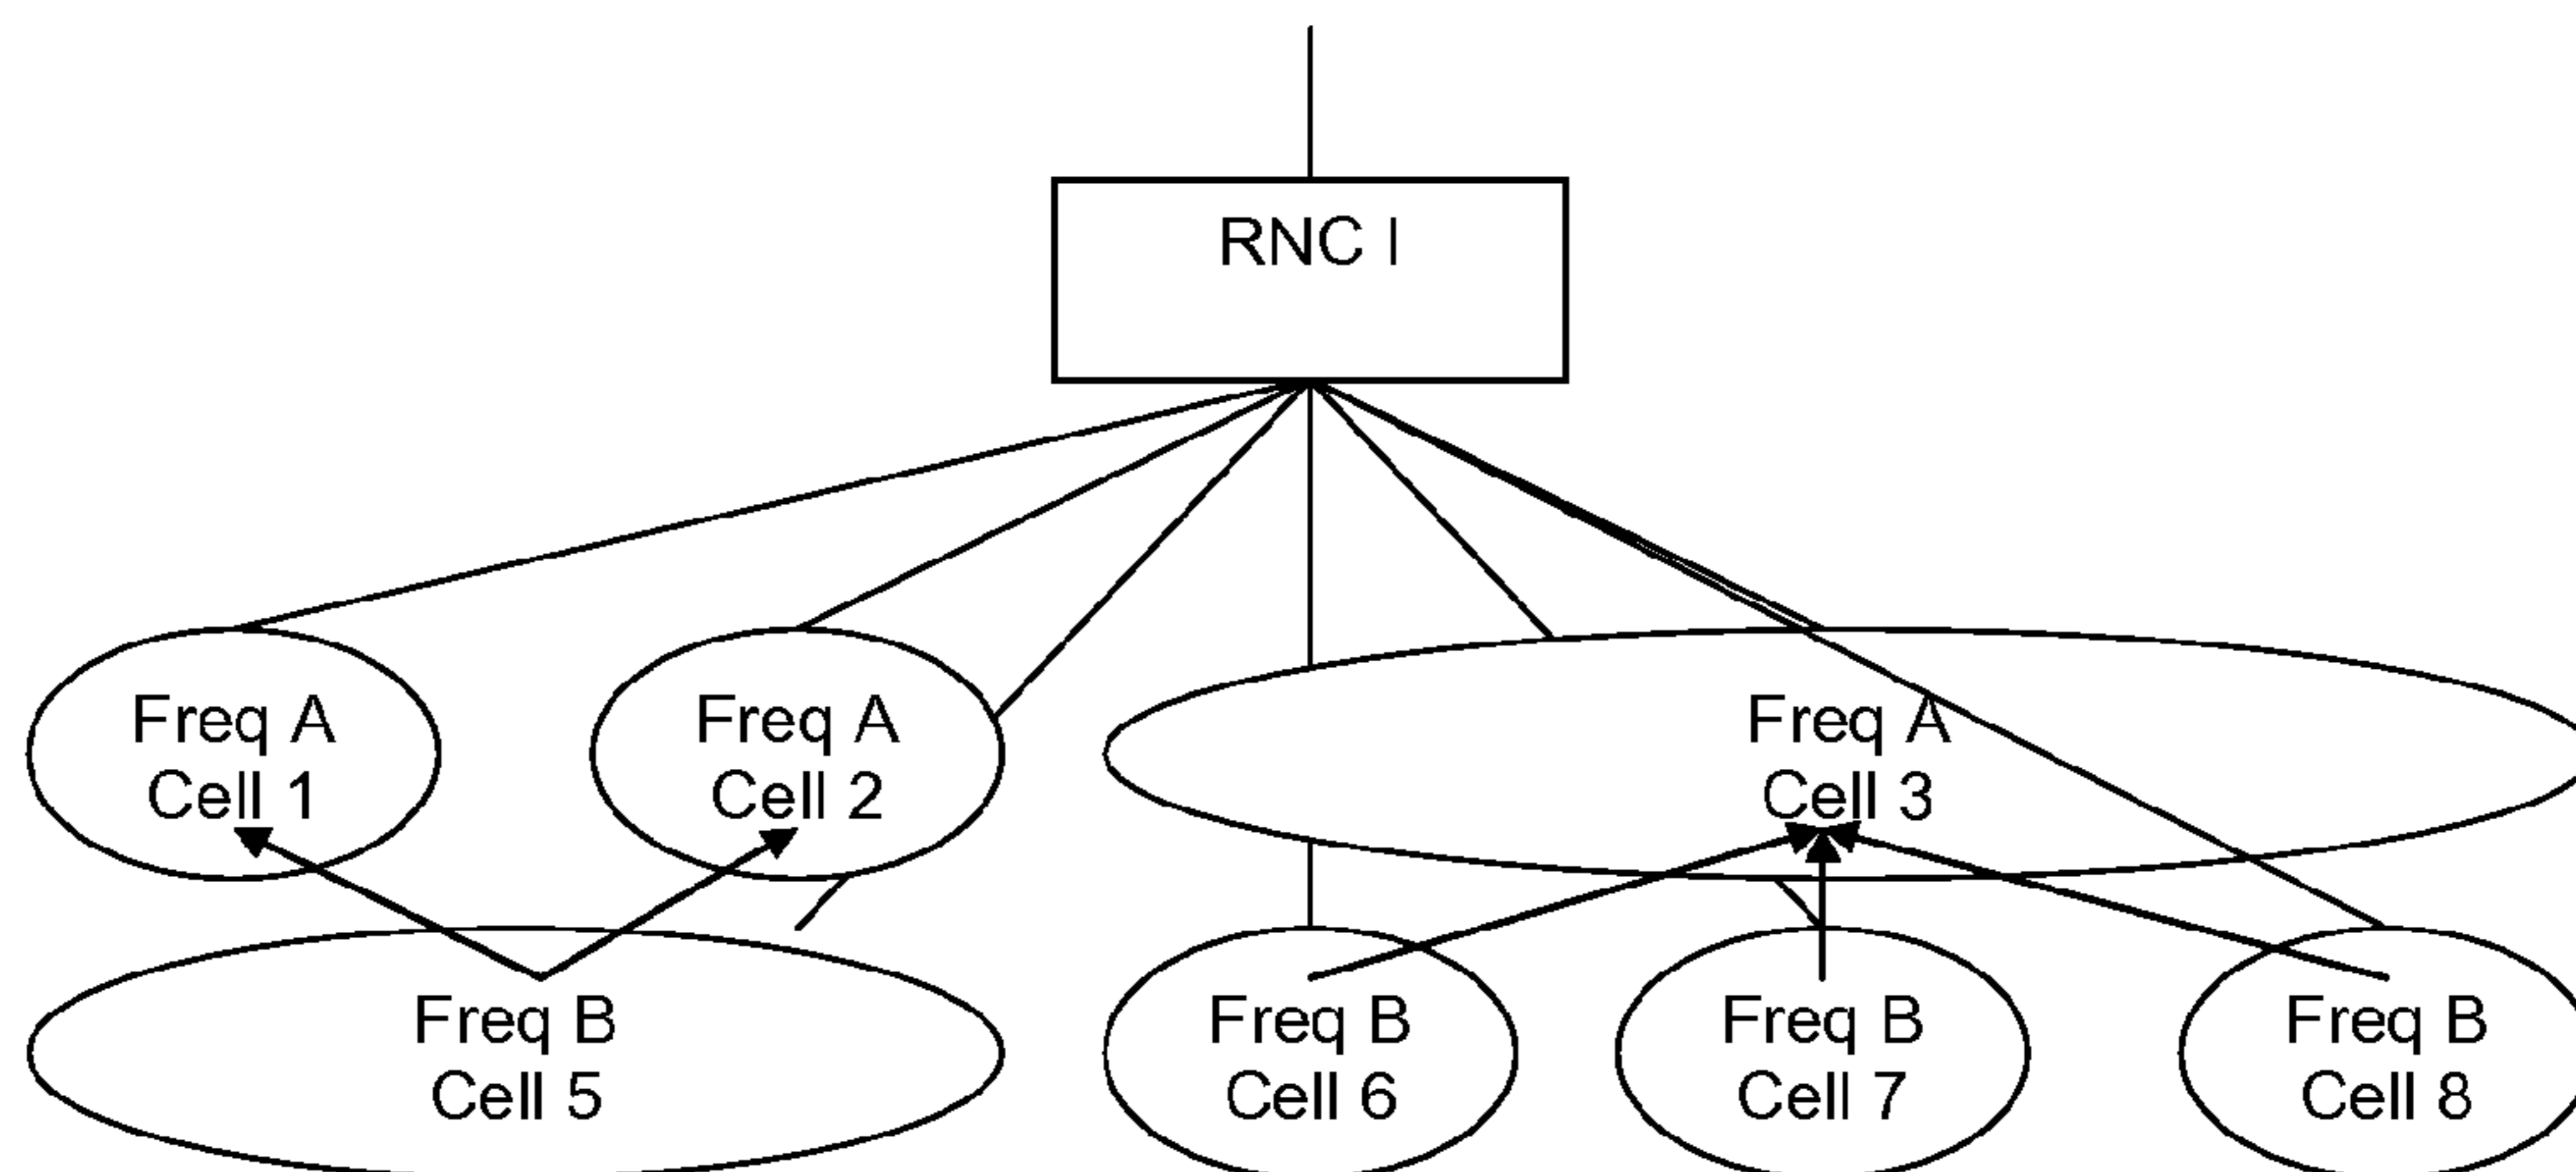 RNC I
Freq A
Cell 1
Freq A
Cell 2
Freq A
Cell 3
Freq B
Cell 5
Freq B
Cell 6
Freq B
Cell 7
Freq B
Cell 8